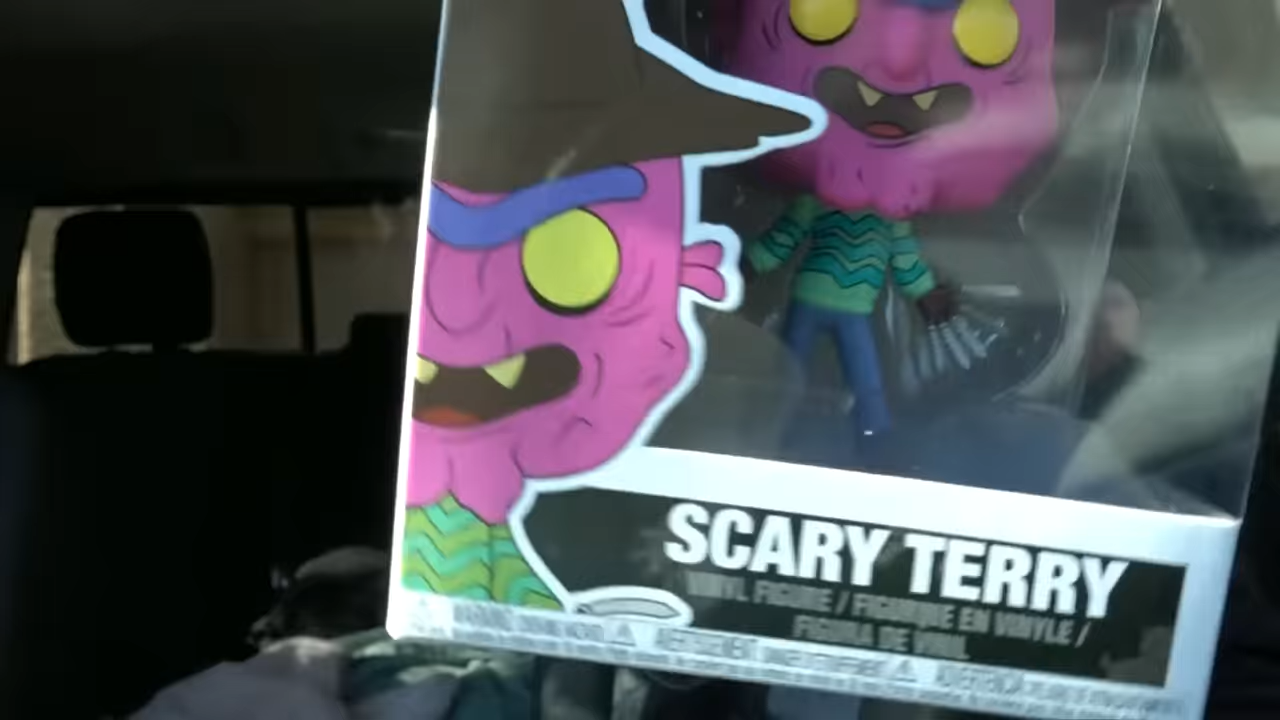 SCARY TERRY
VINYL FIGURE / FIGURINE EN VINYLE /
FIGURA DE VINIL